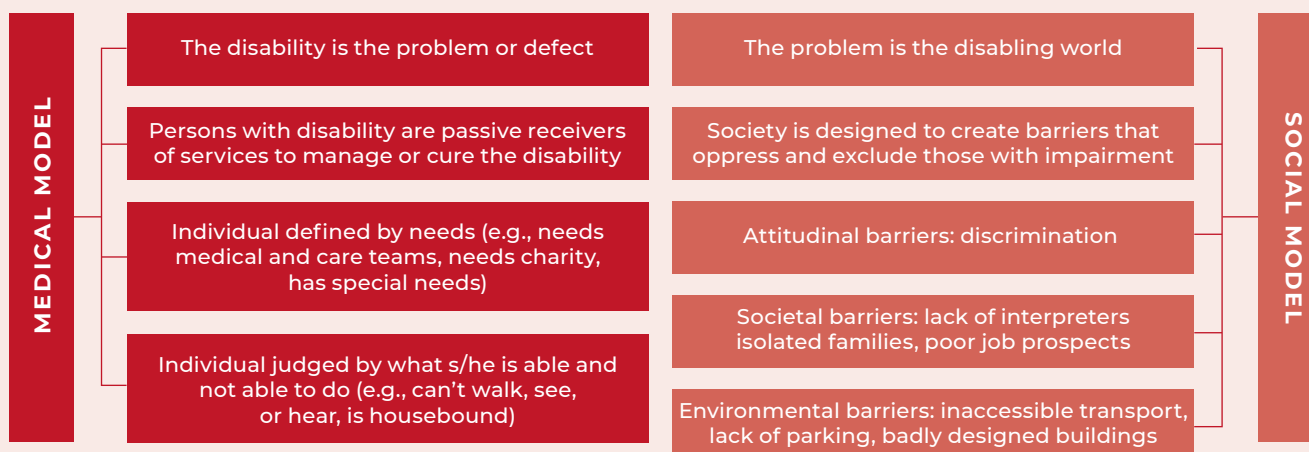 MEDICAL MODEL
The disability is the problem or defect
Persons with disability are passive receivers
of services to manage or cure the disability
Individual defined by needs (e.g., needs
medical and care teams, needs charity,
has special needs)
Individual judged by what s/he is able and
not able to do (e.g., can't walk, see,
or hear, is housebound)
The problem is the disabling world
Society is designed to create barriers that
oppress and exclude those with impairment
Attitudinal barriers: discrimination
Societal barriers: lack of interpreters
isolated families, poor job prospects
Environmental barriers: inaccessible transport,
lack of parking, badly designed buildings
SOCIAL MODEL